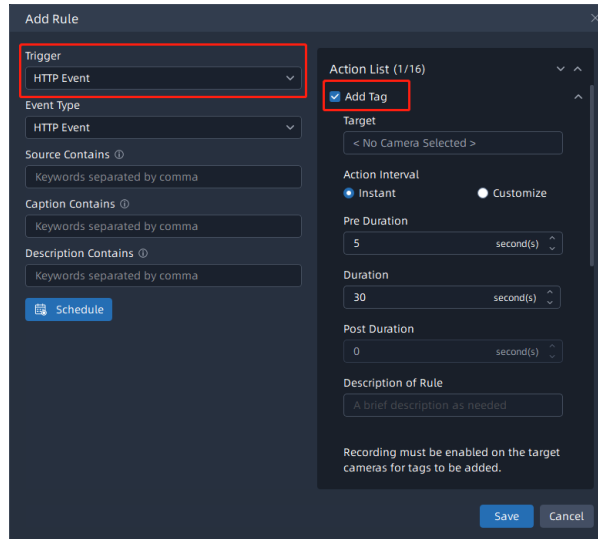 Add Rule
Trigger
HTTP Event
Event Type
HTTP Event
Source Contains
Keywords separated by comma
Caption Contains
Keywords separated by comma
Description Contains
Keywords separated by comma
Schedule
Action List (1/16)
Add Tag
Target
< No Camera Selected >
Action Interval
Instant
Customize
Pre Duration
5 second(s)
Duration
30 second(s)
Post Duration
0 second(s)
Description of Rule
A brief description as needed
Recording must be enabled on the target
cameras for tags to be added.
Save
Cancel